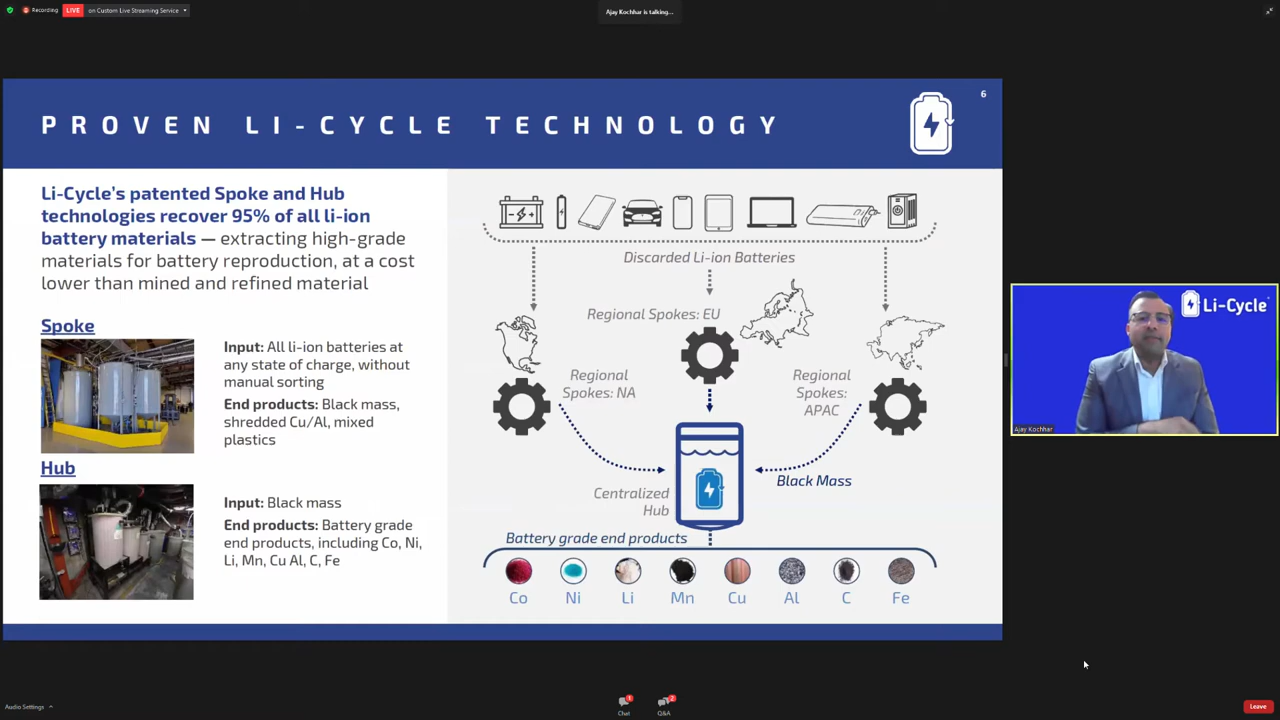 Recording
LIVE
on Custom Live Streaming Service
Ajay Kochhar is talking...
6
PROVEN LI-CYCLE TECHNOLOGY
Li-Cycle's patented Spoke and Hub
technologies recover 95% of all li-ion
battery materials — extracting high-grade
materials for battery reproduction, at a cost
lower than mined and refined material
Spoke
Input: All li-ion batteries at
any state of charge, without
manual sorting
End products: Black mass,
shredded Cu/Al, mixed
plastics
Hub
Input: Black mass
End products: Battery grade
end products, including Co, Ni,
Li, Mn, Cu Al, C, Fe
Discarded Li-ion Batteries
Regional Spokes: EU
Regional
Spokes: NA
Regional
Spokes:
APAC
Centralized
Hub
Black Mass
Battery grade end products
Co Ni Li Mn Cu Al C Fe
Li-Cycle
Ajay Kochhar
Audio Settings
1
Chat
2
Q&A
Leave